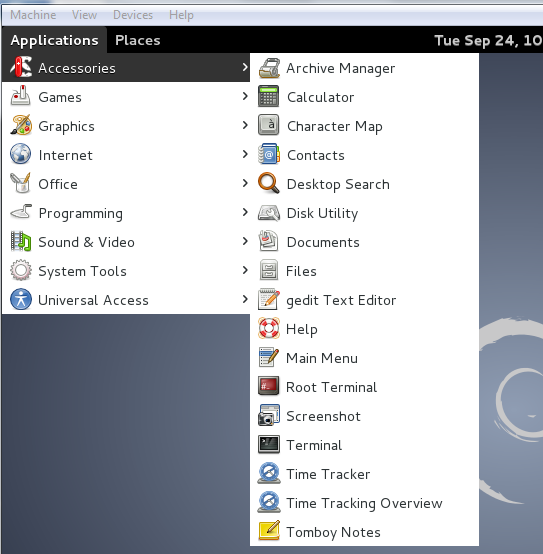 Machine View Devices Help
Applications Places Tue Sep 24, 10
Accessories
Games
Graphics
Internet
Office
Programming
Sound & Video
System Tools
Universal Access
Archive Manager
Calculator
Character Map
Contacts
Desktop Search
Disk Utility
Documents
Files
gedit Text Editor
Help
Main Menu
Root Terminal
Screenshot
Terminal
Time Tracker
Time Tracking Overview
Tomboy Notes